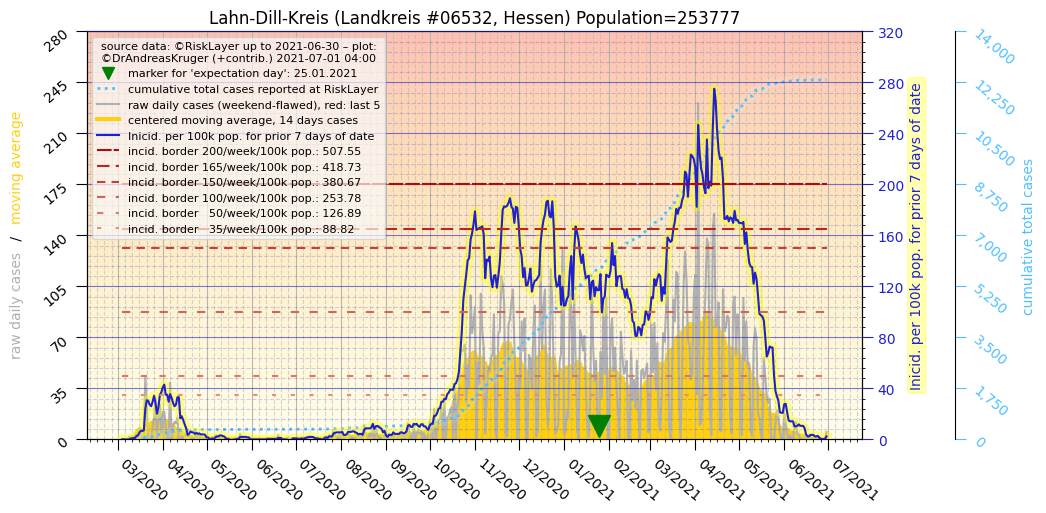 Lahn-Dill-Kreis (Landkreis #06532, Hessen) Population=253777
source data: ©RiskLayer up to 2021-06-30 – plot:
©DrAndreasKruger (+contrib.) 2021-07-01 04:00
marker for 'expectation day': 25.01.2021
cumulative total cases reported at RiskLayer
raw daily cases (weekend-flawed), red: last 5
centered moving average, 14 days cases
Inicid. per 100k pop. for prior 7 days of date
incid. border 200/week/100k pop.: 507.55
incid. border 165/week/100k pop.: 418.73
incid. border 150/week/100k pop.: 380.67
incid. border 100/week/100k pop.: 253.78
incid. border   50/week/100k pop.: 126.89
incid. border   35/week/100k pop.: 88.82
raw daily cases   /   moving average
280
245
210
175
140
105
70
35
0
03/2020
04/2020
05/2020
06/2020
07/2020
08/2020
09/2020
10/2020
11/2020
12/2020
01/2021
02/2021
03/2021
04/2021
05/2021
06/2021
07/2021
320
280
240
200
160
120
80
40
0
Inicid. per 100k pop. for prior 7 days of date
14,000
12,250
10,500
8,750
7,000
5,250
3,500
1,750
0
cumulative total cases